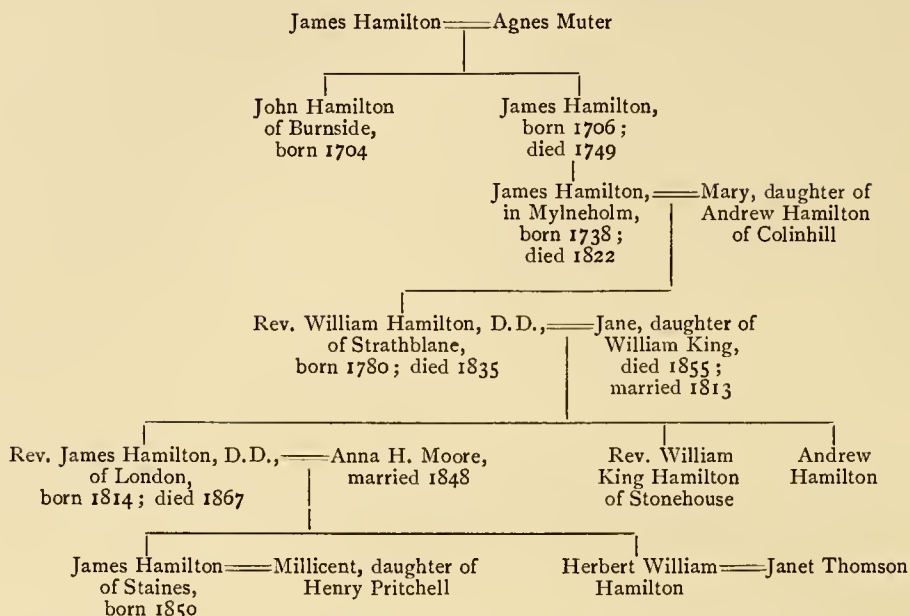 James Hamilton Agnes Muter
John Hamilton
of Burnside,
born 1704
James Hamilton,
born 1706;
died 1749
James Hamilton,
in Mylneholm,
born 1738;
died 1822
Mary, daughter of
Andrew Hamilton
of Colinhill
Rev. William Hamilton, D.D.,
of Strathblane,
born 1780; died 1835
Jane, daughter of
William King,
died 1855;
married 1813
Rev. James Hamilton, D.D.,
of London,
born 1814; died 1867
Anna H. Moore,
married 1848
Rev. William
King Hamilton
of Stonehouse
Andrew
Hamilton
James Hamilton
of Staines,
born 1850
Millicent, daughter of
Henry Pritchell
Herbert William
Hamilton
Janet Thomson